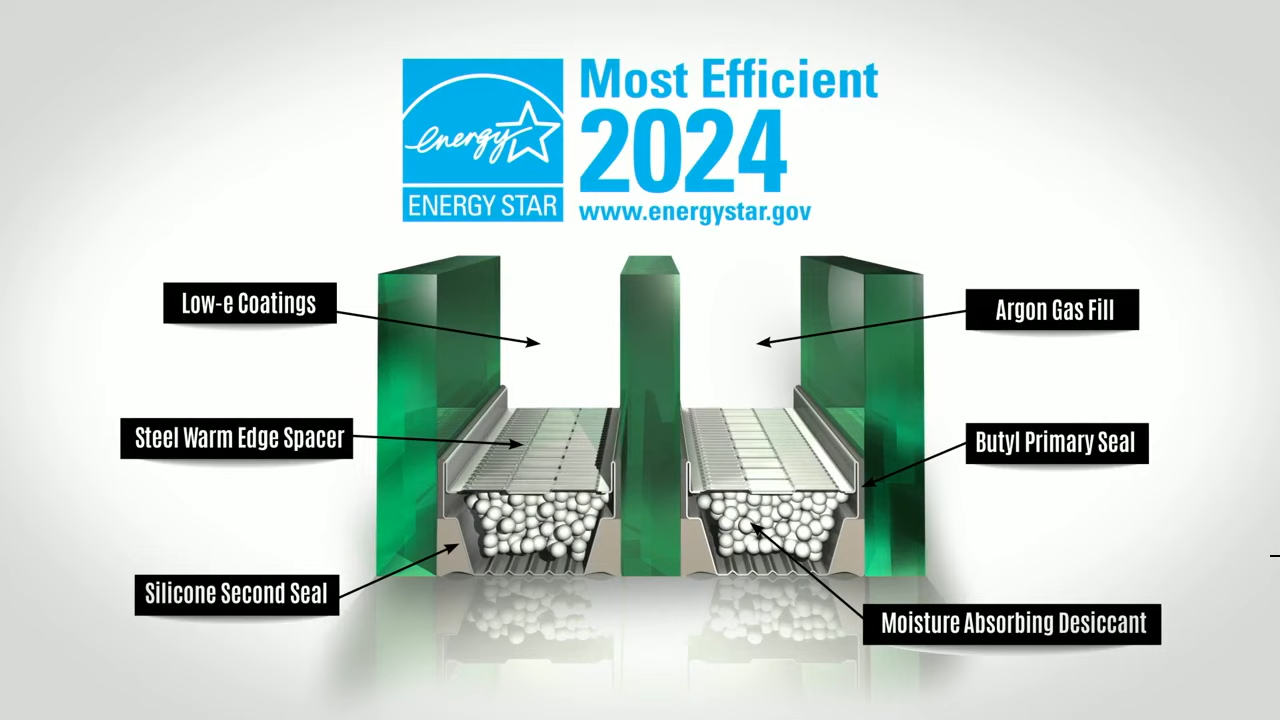 energy
ENERGY STAR
Most Efficient
2024
www.energystar.gov
Low-e Coatings
Argon Gas Fill
Steel Warm Edge Spacer
Butyl Primary Seal
Silicone Second Seal
Moisture Absorbing Desiccant